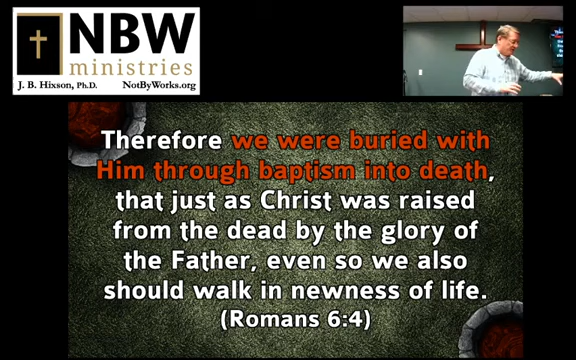 NBW
ministries
J. B. Hixson, Ph.D. NotByWorks.org
Therefore we were buried with
Him through baptism into death,
that just as Christ was raised
from the dead by the glory of
the Father, even so we also
should walk in newness of life.
(Romans 6:4)